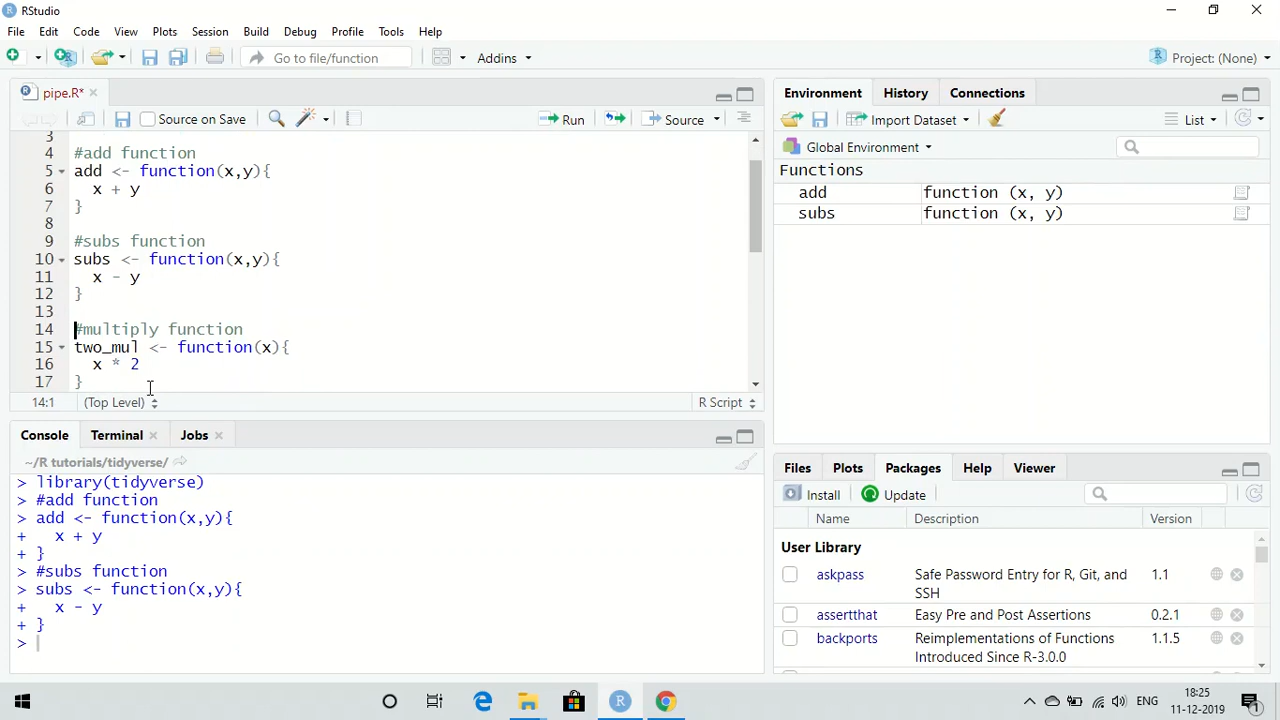 RStudio
File Edit Code View Plots Session Build Debug Profile Tools Help
Go to file/function Addins Project: (None)
pipe.R*
Source on Save Run Source
3
4 #add function
5 add <- function(x,y){
6 x + y
7 }
8
9 #subs function
10 subs <- function(x,y){
11 x - y
12 }
13
14 #multiply function
15 two_mul <- function(x){
16 x * 2
17 }
14:1 (Top Level) R Script
Console Terminal Jobs
~/R tutorials/tidyverse/
> library(tidyverse)
> #add function
> add <- function(x,y){
+ x + y
+ }
> #subs function
> subs <- function(x,y){
+ x - y
+ }
>
Environment History Connections
Import Dataset List
Global Environment
Functions
add function (x, y)
subs function (x, y)
Files Plots Packages Help Viewer
Install Update
Name Description Version
User Library
askpass Safe Password Entry for R, Git, and 1.1
SSH
assertthat Easy Pre and Post Assertions 0.2.1
backports Reimplementations of Functions 1.1.5
Introduced Since R-3.0.0
ENG 18:25
11-12-2019